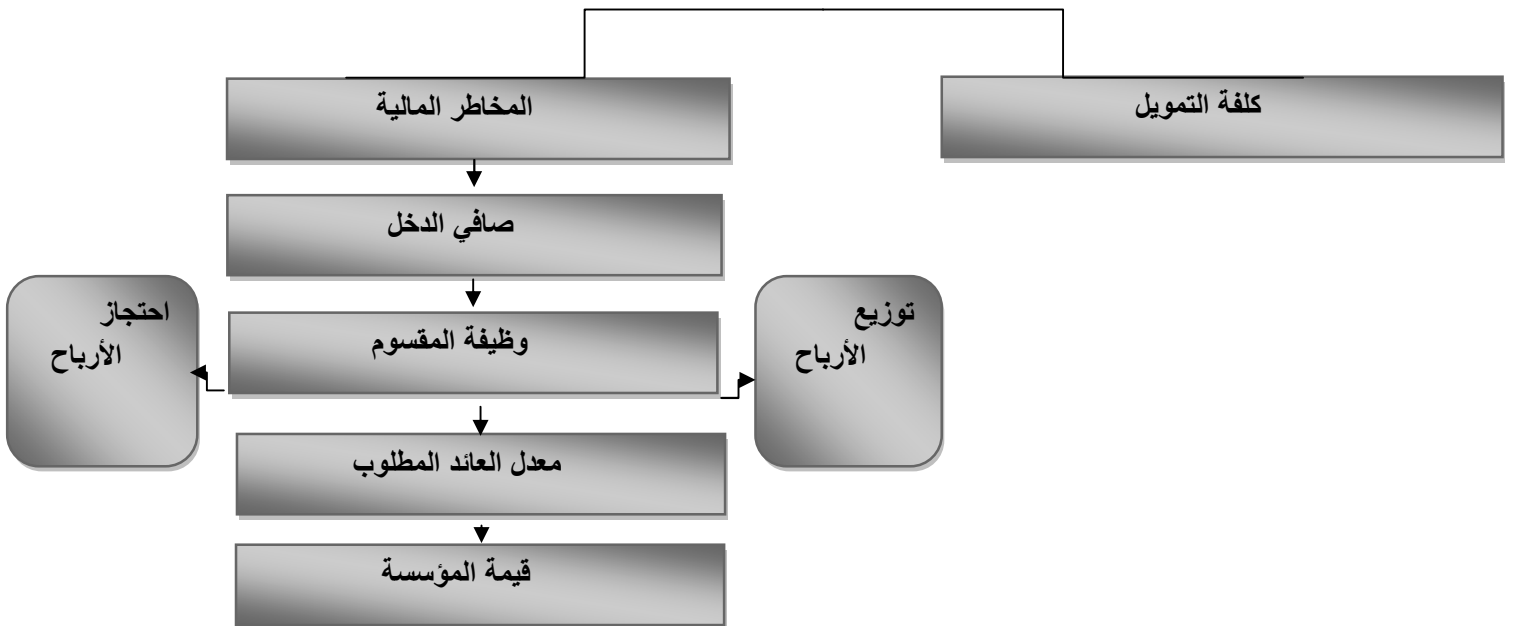 المخاطر المالية
كلفة التمويل
صافي الدخل
توزيع
الأرباح
وظيفة المقسوم
احتجاز
الأرباح
معدل العائد المطلوب
قيمة المؤسسة